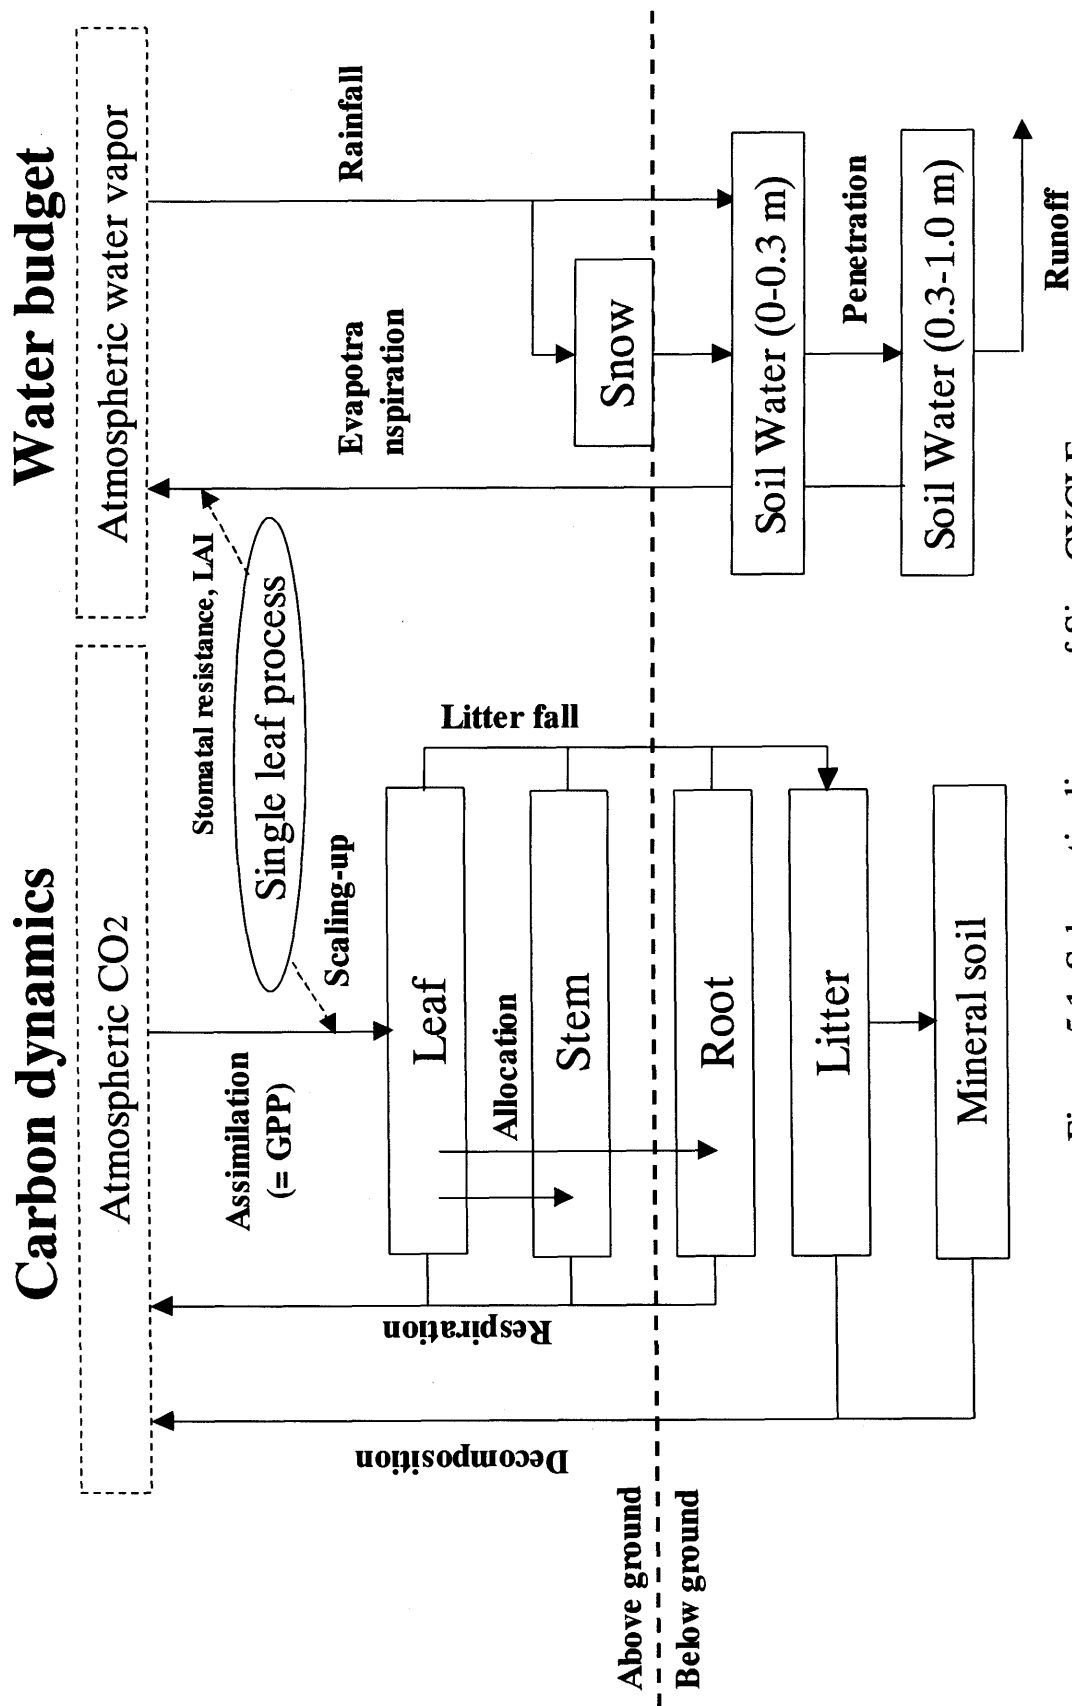 Carbon dynamics
Water budget
Atmospheric CO2
Atmospheric water vapor
Stomatal resistance, LAI
Single leaf process
Scaling-up
Assimilation
(= GPP)
Decomposition
Respiration
Leaf
Allocation
Stem
Root
Litter
Mineral soil
Litter fall
Evapotra
nspiration
Rainfall
Snow
Above ground
Below ground
Soil Water (0-0.3 m)
Penetration
Soil Water (0.3-1.0 m)
Runoff